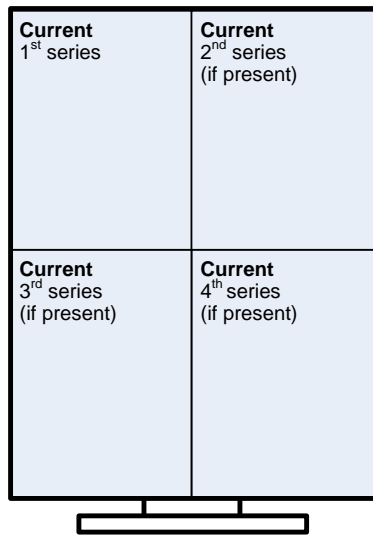 Current
1st series
Current
2nd series
(if present)
Current
3rd series
(if present)
Current
4th series
(if present)